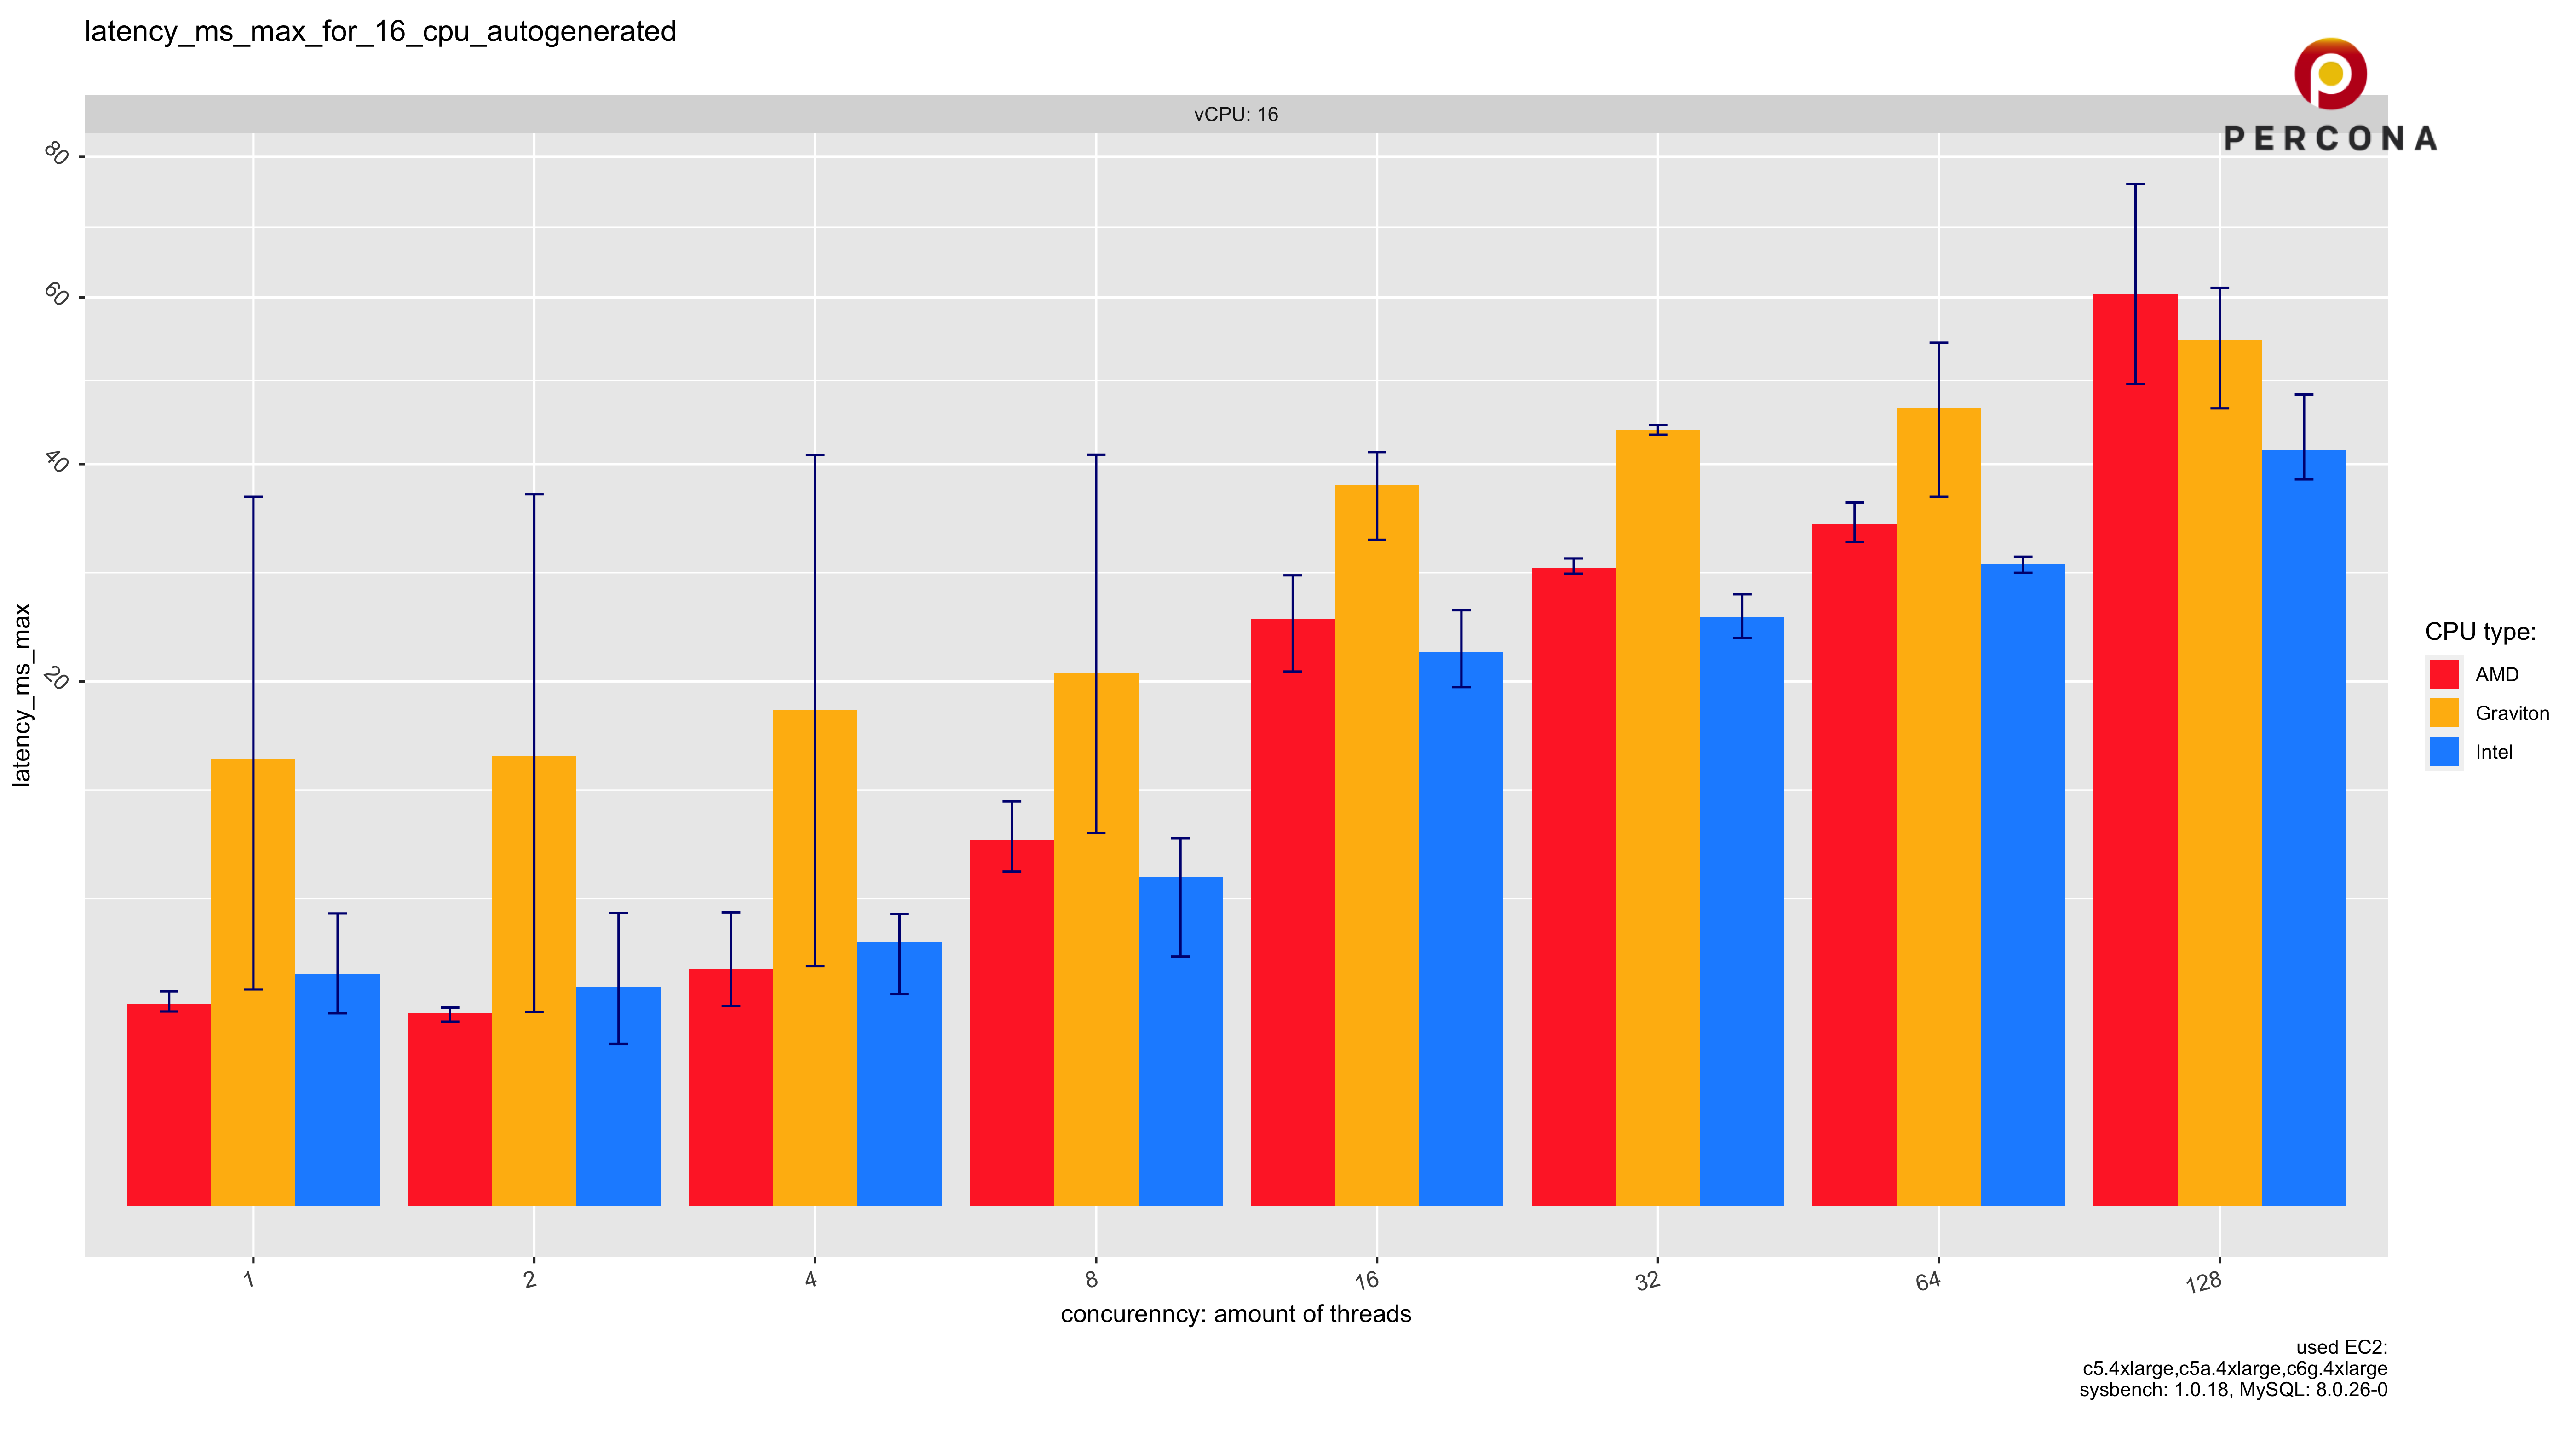 latency_ms_max_for_16_cpu_autogenerated
PERCONA
vCPU: 16
80
60
40
20
latency_ms_max
1
2
4
8
16
32
64
128
concurenncy: amount of threads
CPU type:
AMD
Graviton
Intel
used EC2:
c5.4xlarge,c5a.4xlarge,c6g.4xlarge
sysbench: 1.0.18, MySQL: 8.0.26-0